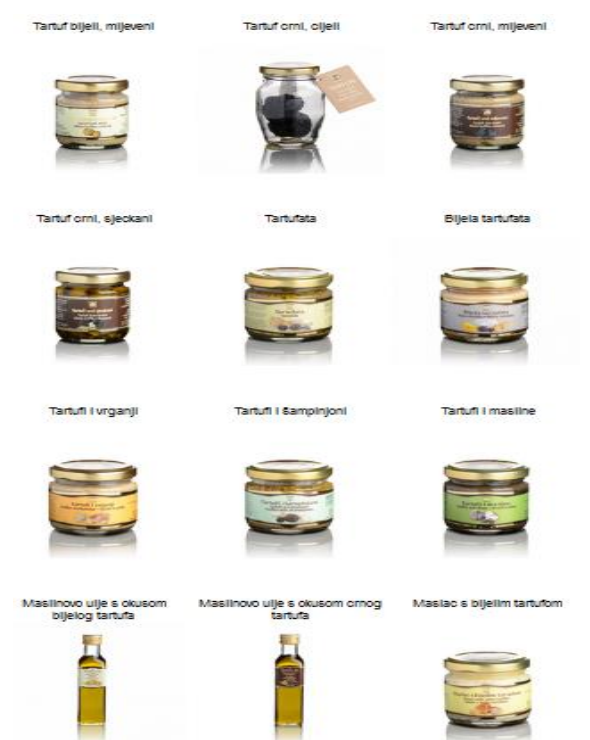 Tartuf bijeli, mljeveni
Tartuf crni, cijeli
Tartuf crni, mljeveni
Tartuf crni, sjeckani
Tartufata
Bijela tartufata
Tartufi i vrganji
Tartufi i šampinjoni
Tartufi i masline
Maslinovo ulje s okusom
bijelog tartufa
Maslinovo ulje s okusom crnog
tartufa
Maslac s bijelim tartufom